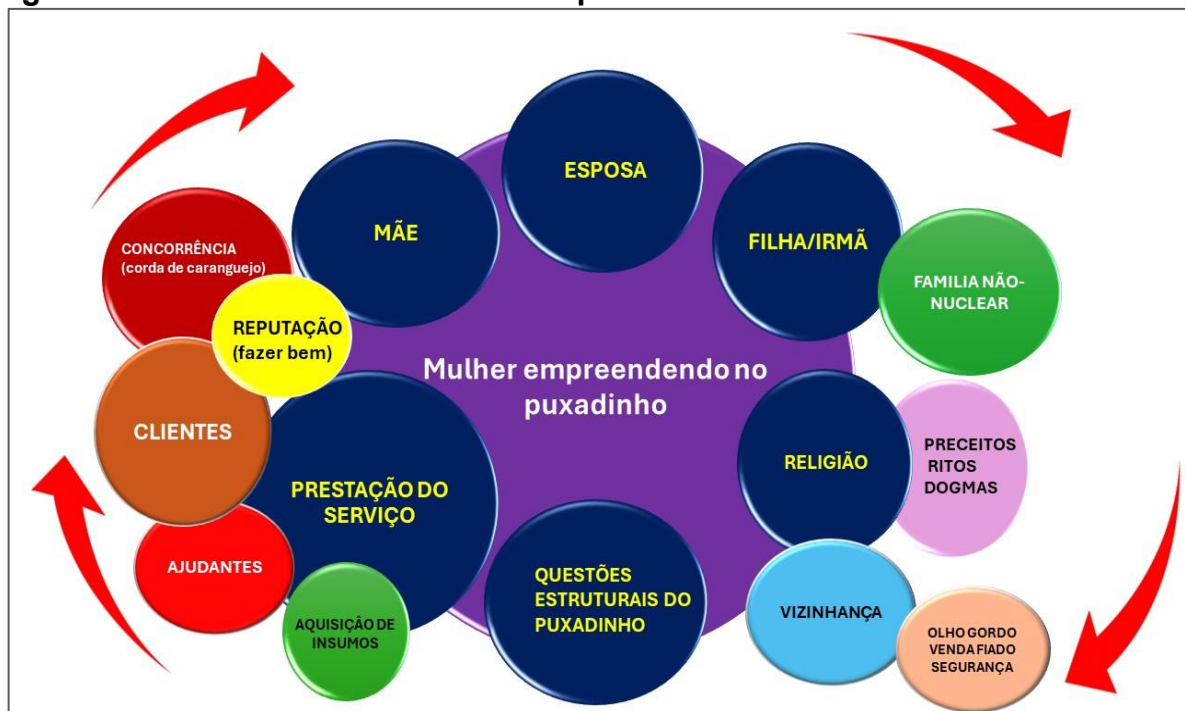 ESPOSA
MÃE
FILHA/IRMÃ
CONCORRÊNCIA
(corda de caranguejo)
FAMILIA NÃO-
NUCLEAR
REPUTAÇÃO
(fazer bem)
Mulher empreendendo no
puxadinho
CLIENTES
RELIGIÃO
PRECEITOS
RITOS
DOGMAS
PRESTAÇÃO DO
SERVIÇO
AJUDANTES
QUESTÕES
ESTRUTURAIS DO
PUXADINHO
VIZINHANÇA
AQUISIÇÃO DE
INSUMOS
OLHO GORDO
VENDA FIADO
SEGURANÇA